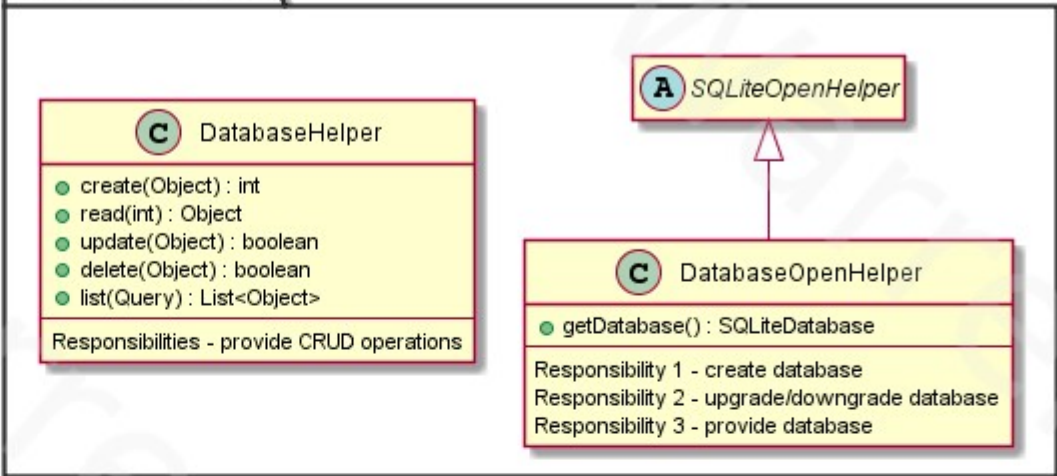 C DatabaseHelper
create(Object) : int
read(int) : Object
update(Object) : boolean
delete(Object) : boolean
list(Query) : List<Object>
Responsibilities - provide CRUD operations
A SQLiteOpenHelper
C DatabaseOpenHelper
getDatabase() : SQLiteDatabase
Responsibility 1 - create database
Responsibility 2 - upgrade/downgrade database
Responsibility 3 - provide database